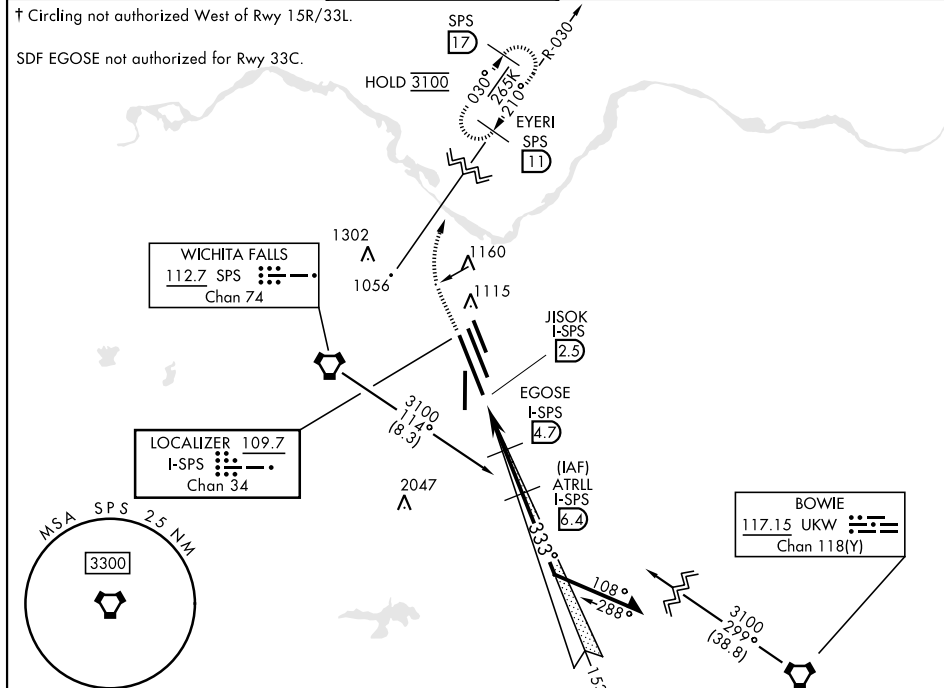 † Circling not authorized West of Rwy 15R/33L.
SDF EGOSE not authorized for Rwy 33C.
SPS
17
R-030
HOLD 3100
030°
265K
210°
EYERI
SPS
11
1302
1056
1160
1115
WICHITA FALLS
112.7 SPS
Chan 74
JISOK
I-SPS
2.5
EGOSE
I-SPS
4.7
3100
114°
(8.3)
LOCALIZER 109.7
I-SPS
Chan 34
(IAF)
ATRLL
I-SPS
6.4
2047
333°
BOWIE
117.15 UKW
Chan 118(Y)
MSA SPS 25 NM
3300
108°
288°
3100
299°
(38.8)